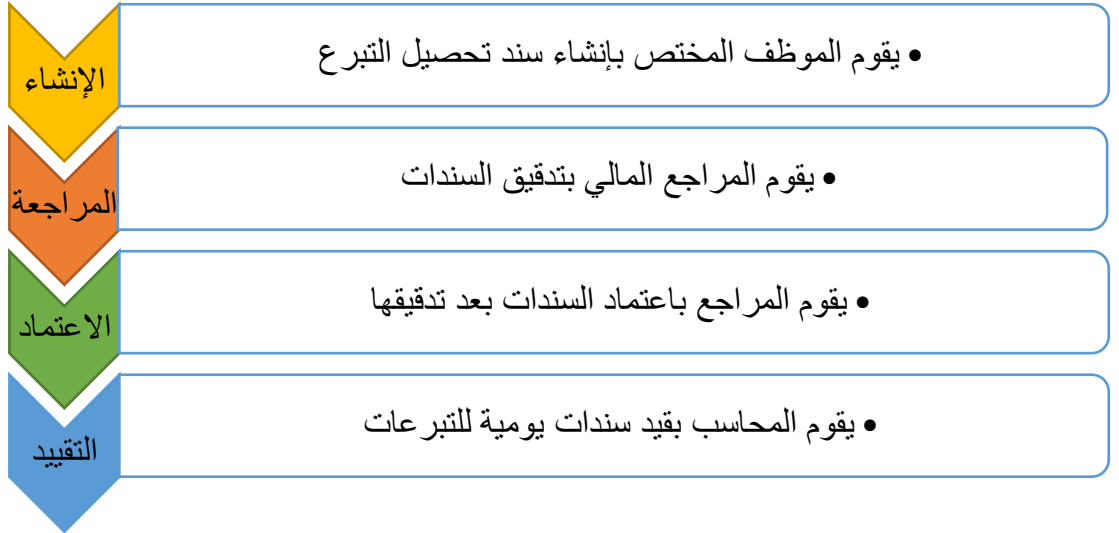 الإنشاء
• يقوم الموظف المختص بإنشاء سند تحصيل التبرع
المراجعة
• يقوم المراجع المالي بتدقيق السندات
الاعتماد
• يقوم المراجع باعتماد السندات بعد تدقيقها
التقييد
• يقوم المحاسب بقيد سندات يومية للتبرعات